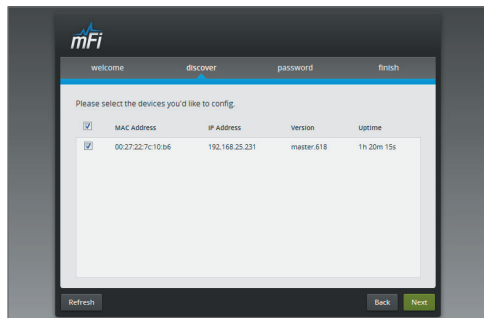 mFi
welcome discover password finish
Please select the devices you'd like to config.
MAC Address IP Address Version Uptime
00:27:22:7c:10:b6 192.168.25.231 master.618 1h 20m 15s
Refresh Back Next